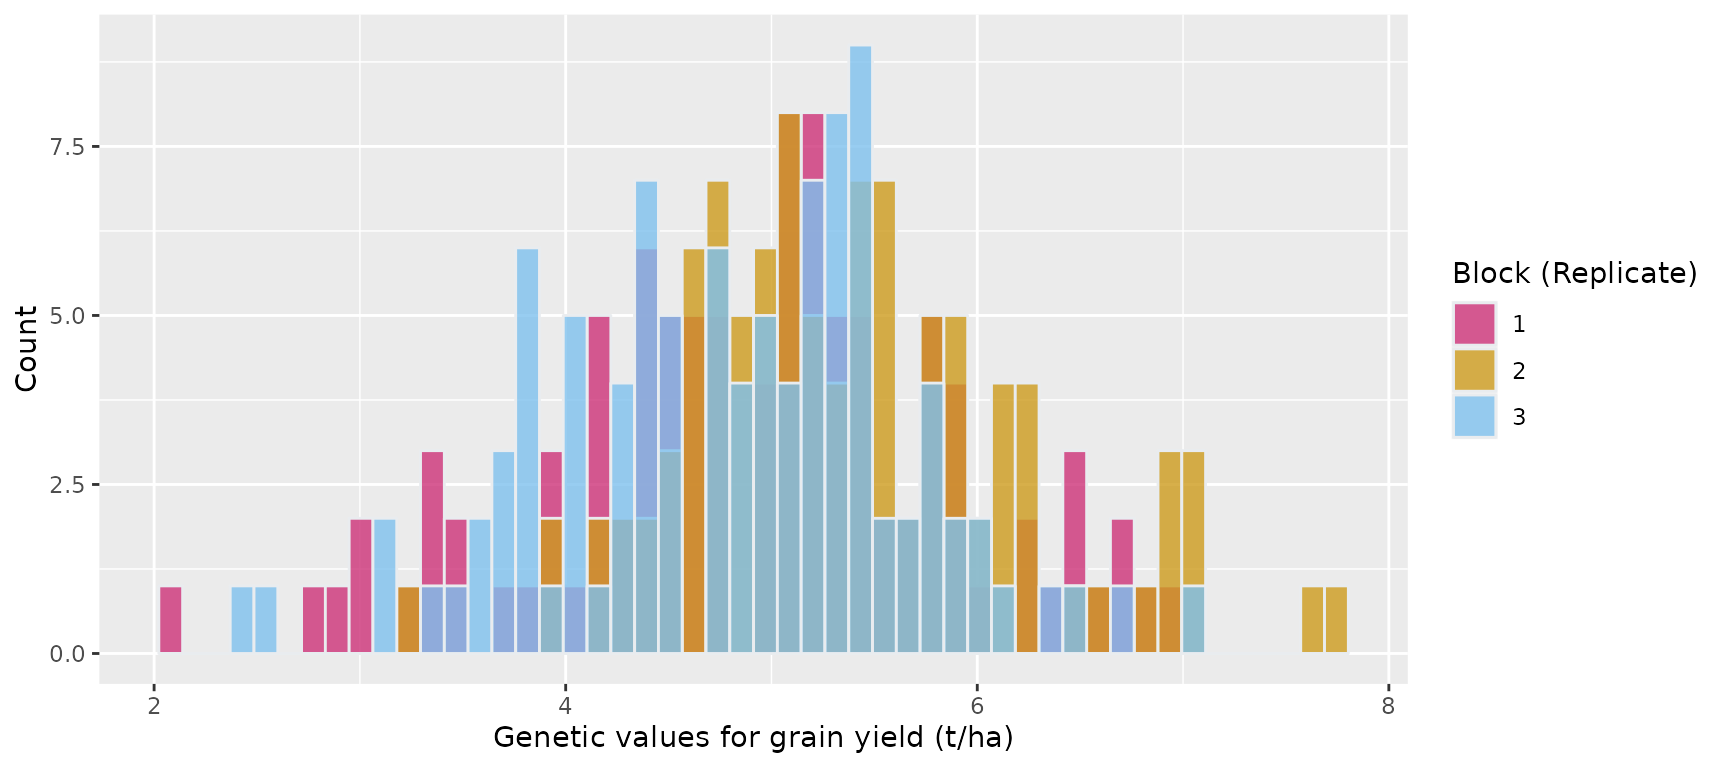 7.5
5.0
2.5
0.0
Count
2 4 6 8
Genetic values for grain yield (t/ha)
Block (Replicate)
1
2
3